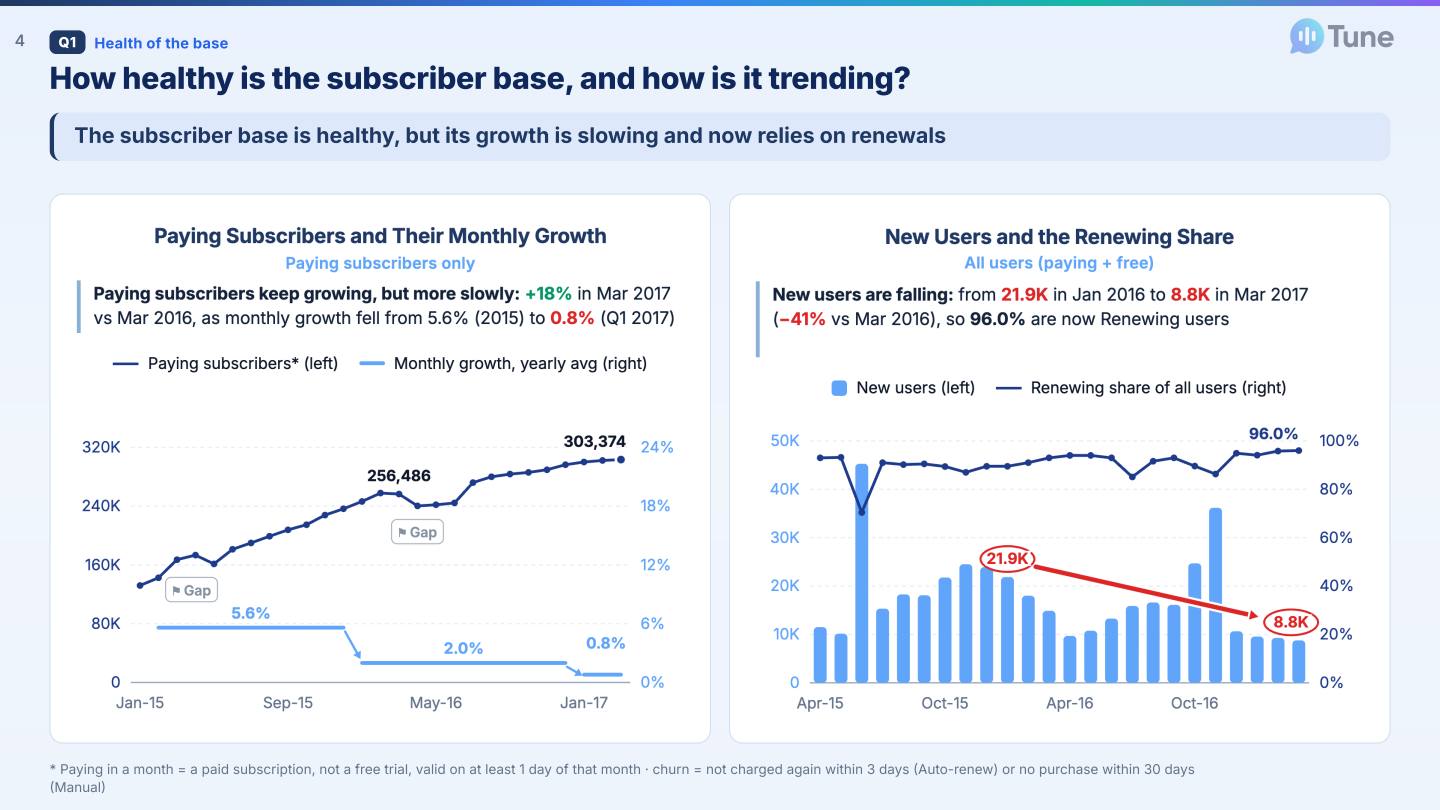 4
Q1 Health of the base
Tune
How healthy is the subscriber base, and how is it trending?
The subscriber base is healthy, but its growth is slowing and now relies on renewals
Paying Subscribers and Their Monthly Growth
Paying subscribers only
Paying subscribers keep growing, but more slowly: +18% in Mar 2017
vs Mar 2016, as monthly growth fell from 5.6% (2015) to 0.8% (Q1 2017)
Paying subscribers* (left) Monthly growth, yearly avg (right)
303,374
320K 24%
256,486
240K 18%
Gap
160K 12%
Gap
5.6%
80K 6%
2.0% 0.8%
0 0%
Jan-15 Sep-15 May-16 Jan-17
New Users and the Renewing Share
All users (paying + free)
New users are falling: from 21.9K in Jan 2016 to 8.8K in Mar 2017
(−41% vs Mar 2016), so 96.0% are now Renewing users
New users (left) Renewing share of all users (right)
96.0%
50K 100%
40K 80%
30K 60%
21.9K
20K 40%
8.8K
10K 20%
0 0%
Apr-15 Oct-15 Apr-16 Oct-16
* Paying in a month = a paid subscription, not a free trial, valid on at least 1 day of that month · churn = not charged again within 3 days (Auto-renew) or no purchase within 30 days
(Manual)